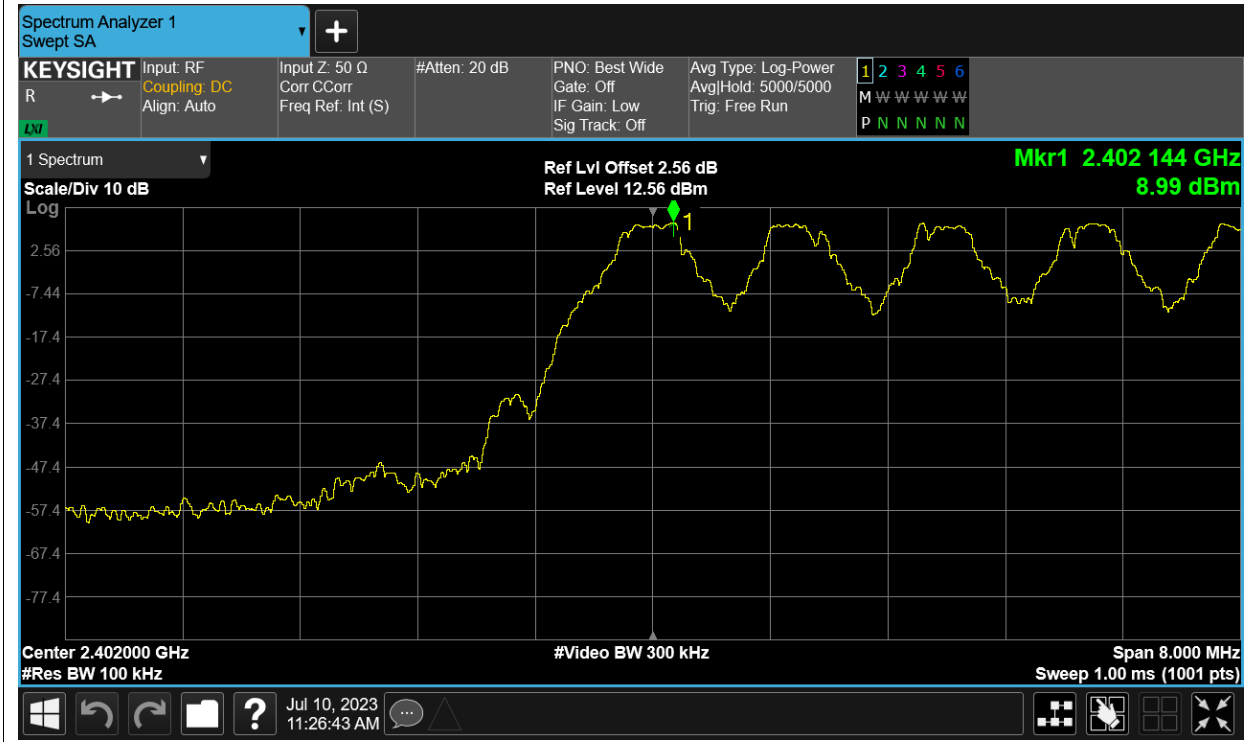 Spectrum Analyzer 1
Swept SA
KEYSIGHT
R
LXI
Input: RF
Coupling: DC
Align: Auto
Input Z: 50 Ω
Corr CCorr
Freq Ref: Int (S)
#Atten: 20 dB
PNO: Best Wide
Gate: Off
IF Gain: Low
Sig Track: Off
Avg Type: Log-Power
Avg|Hold: 5000/5000
Trig: Free Run
1 2 3 4 5 6
M W W W W W
P N N N N N
1 Spectrum
Scale/Div 10 dB
Log
Ref Lvl Offset 2.56 dB
Ref Level 12.56 dBm
Mkr1 2.402 144 GHz
8.99 dBm
1
2.56
-7.44
-17.4
-27.4
-37.4
-47.4
-57.4
-67.4
-77.4
Center 2.402000 GHz
#Res BW 100 kHz
#Video BW 300 kHz
Span 8.000 MHz
Sweep 1.00 ms (1001 pts)
?
Jul 10, 2023
11:26:43 AM